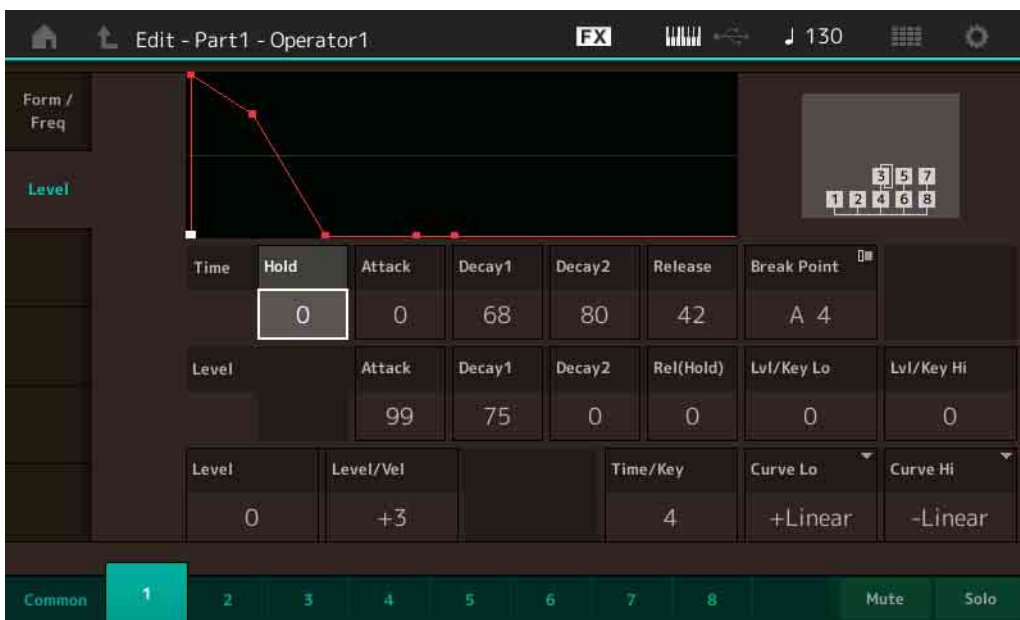 Edit - Part1 - Operator1 FX ♩ 130
Form /
Freq
Level
3 5 7
1 2 4 6 8
Time Hold Attack Decay1 Decay2 Release Break Point
0 0 68 80 42 A 4
Level Attack Decay1 Decay2 Rel(Hold) Lvl/Key Lo Lvl/Key Hi
99 75 0 0 0 0
Level Level/Vel Time/Key Curve Lo Curve Hi
0 +3 4 +Linear -Linear
Common 1 2 3 4 5 6 7 8 Mute Solo